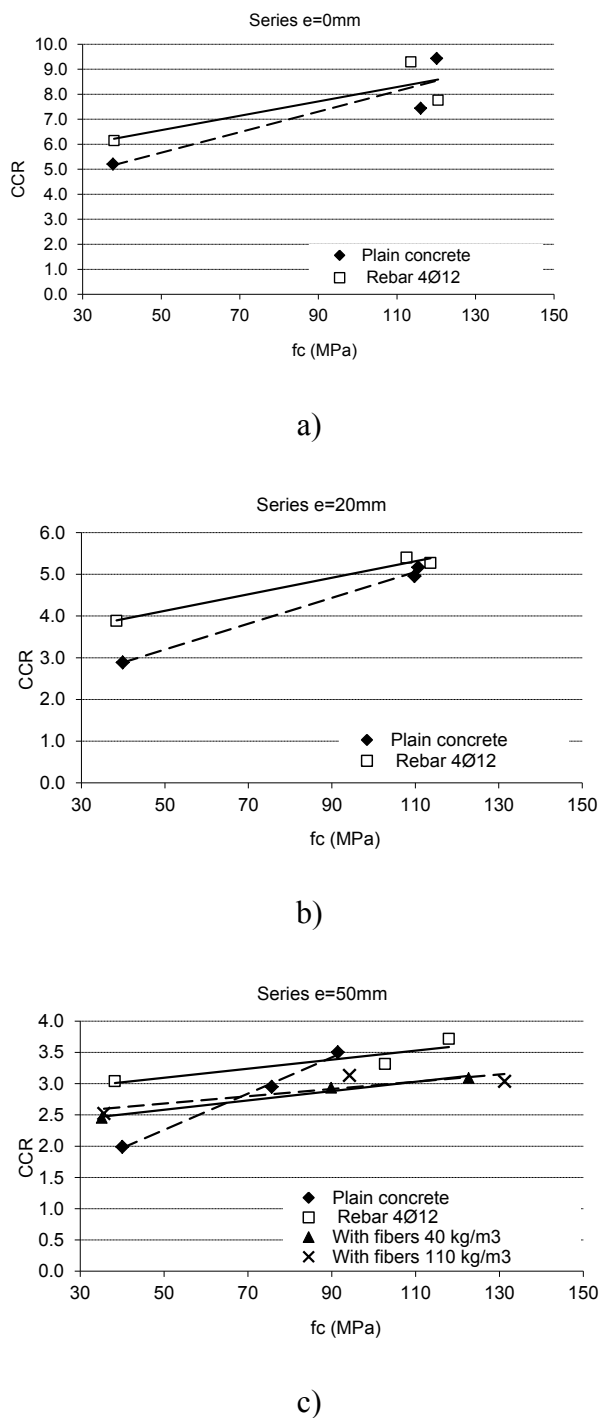 Series e=0mm
10.0
9.0
8.0
7.0
6.0
5.0
4.0
3.0
2.0
1.0
0.0
CCR
Plain concrete
Rebar 4Ø12
30 50 70 90 110 130 150
fc (MPa)
a)
Series e=20mm
6.0
5.0
4.0
3.0
2.0
1.0
0.0
CCR
Plain concrete
Rebar 4Ø12
30 50 70 90 110 130 150
fc (MPa)
b)
Series e=50mm
4.0
3.5
3.0
2.5
2.0
1.5
1.0
0.5
0.0
CCR
Plain concrete
Rebar 4Ø12
With fibers 40 kg/m3
With fibers 110 kg/m3
30 50 70 90 110 130 150
fc (MPa)
c)